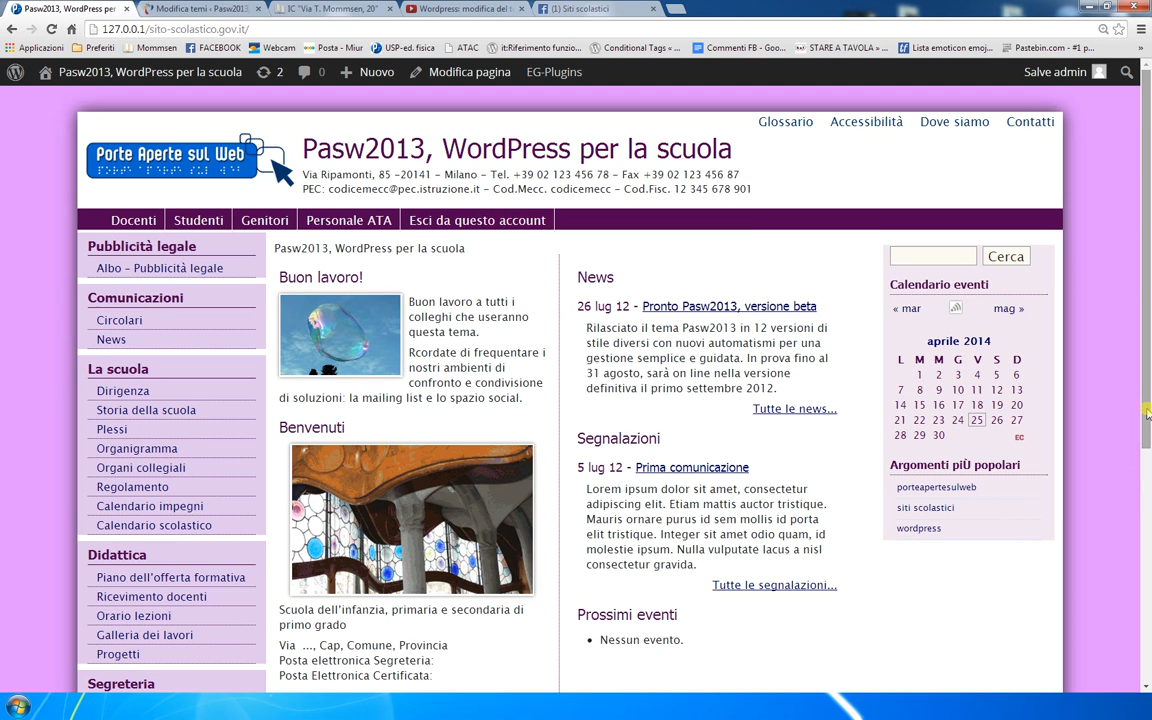 Pasw2013, WordPress per la
Modifica temi ‹ Pasw2013
IC "Via T. Mommsen, 20"
Wordpress: modifica del t
Siti scolastici
127.0.0.1/sito-scolastico.gov.it/
Applicazioni Preferiti Mommsen FACEBOOK Webcam Posta - Miur USP-ed. fisica ATAC it:Riferimento funzio... Conditional Tags «... Commenti FB - Goo... STARE A TAVOLA »... Lista emoticon emoj... Pastebin.com - #1 p... »
Pasw2013, WordPress per la scuola 2 0 Nuovo Modifica pagina EG-Plugins Salve admin
Glossario Accessibilità Dove siamo Contatti
Porte Aperte sul Web
Pasw2013, WordPress per la scuola
Via Ripamonti, 85 –20141 – Milano – Tel. +39 02 123 456 78 – Fax +39 02 123 456 87
PEC: codicemecc@pec.istruzione.it – Cod.Mecc. codicemecc – Cod.Fisc. 12 345 678 901
Docenti Studenti Genitori Personale ATA Esci da questo account
Pubblicità legale
Albo – Pubblicità legale
Comunicazioni
Circolari
News
La scuola
Dirigenza
Storia della scuola
Plessi
Organigramma
Organi collegiali
Regolamento
Calendario impegni
Calendario scolastico
Didattica
Piano dell'offerta formativa
Ricevimento docenti
Orario lezioni
Galleria dei lavori
Progetti
Segreteria
Pasw2013, WordPress per la scuola
Buon lavoro!
Buon lavoro a tutti i
colleghi che useranno
questa tema.
Rcordate di frequentare i
nostri ambienti di
confronto e condivisione
di soluzioni: la mailing list e lo spazio social.
Benvenuti
Scuola dell'infanzia, primaria e secondaria di
primo grado
Via ..., Cap, Comune, Provincia
Posta elettronica Segreteria:
Posta Elettronica Certificata:
News
26 lug 12 - Pronto Pasw2013, versione beta
Rilasciato il tema Pasw2013 in 12 versioni di
stile diversi con nuovi automatismi per una
gestione semplice e guidata. In prova fino al
31 agosto, sarà on line nella versione
definitiva il primo settembre 2012.
Tutte le news...
Segnalazioni
5 lug 12 - Prima comunicazione
Lorem ipsum dolor sit amet, consectetur
adipiscing elit. Etiam mattis auctor tristique.
Mauris ornare purus id sem mollis id porta
elit tristique. Integer sit amet odio quam, id
molestie ipsum. Nulla vulputate lacus a nisl
consectetur gravida.
Tutte le segnalazioni...
Prossimi eventi
• Nessun evento.
Cerca
Calendario eventi
« mar mag »
aprile 2014
L M M G V S D
1 2 3 4 5 6
7 8 9 10 11 12 13
14 15 16 17 18 19 20
21 22 23 24 25 26 27
28 29 30
EC
Argomenti piÙ popolari
porteapertesulweb
siti scolastici
wordpress